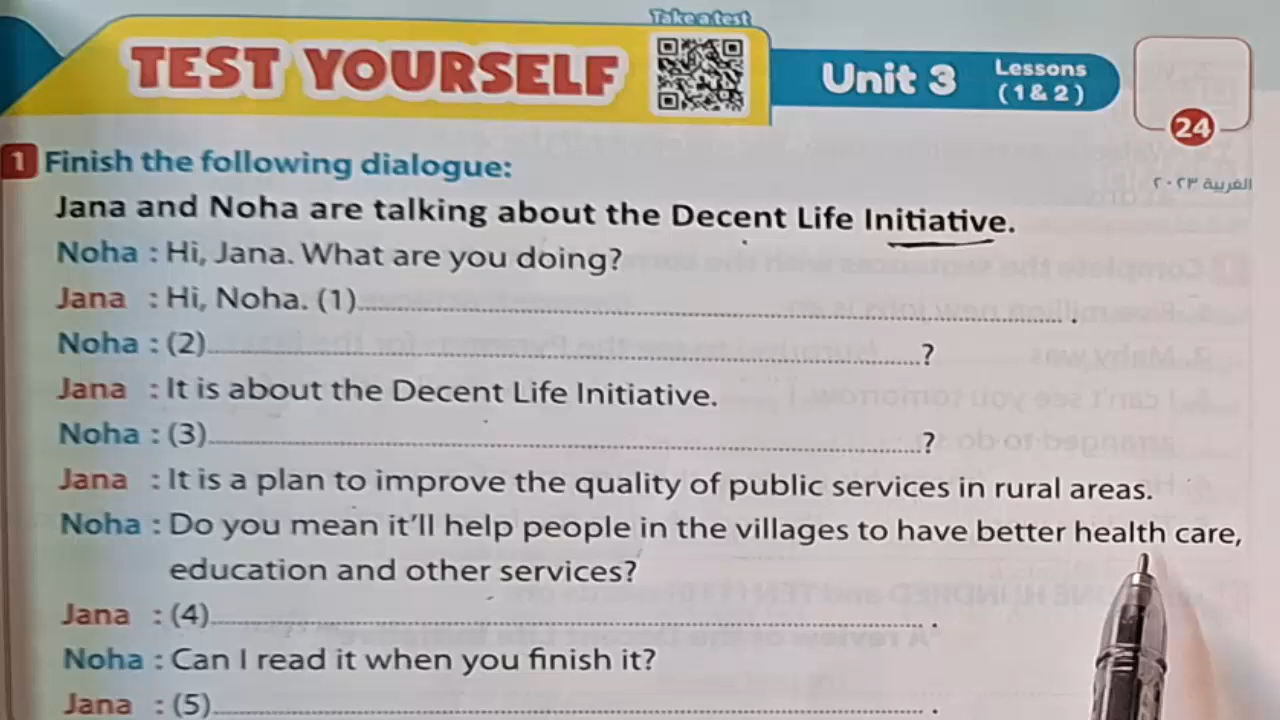 Take a test
TEST YOURSELF
Unit 3
Lessons
(1 & 2)
24
الغربية ٢٠٢٣
1 Finish the following dialogue:
Jana and Noha are talking about the Decent Life Initiative.
Noha : Hi, Jana. What are you doing?
Jana : Hi, Noha. (1)...................................................... .
Noha : (2)......................................................?
Jana : It is about the Decent Life Initiative.
Noha : (3)......................................................?
Jana : It is a plan to improve the quality of public services in rural areas.
Noha : Do you mean it'll help people in the villages to have better health care,
education and other services?
Jana : (4)...................................................... .
Noha : Can I read it when you finish it?
Jana : (5)...................................................... .